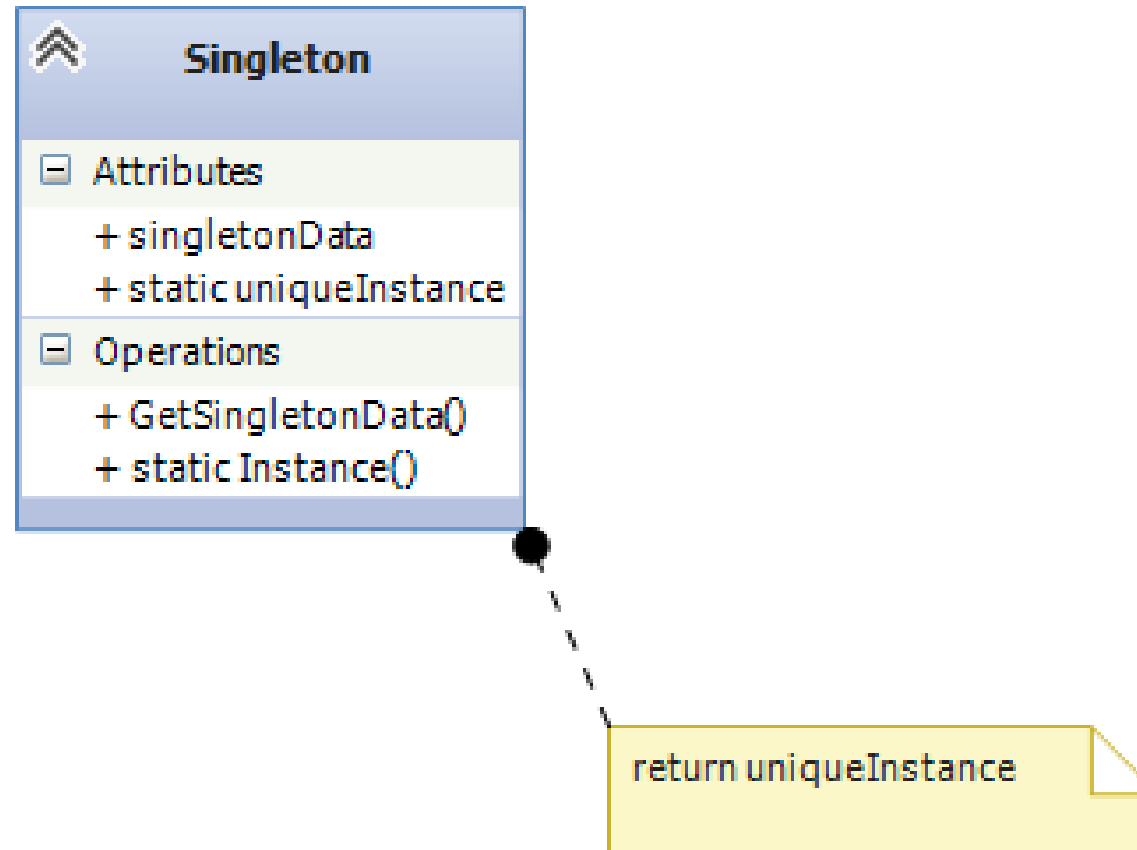 Singleton
Attributes
+ singletonData
+ static uniqueInstance
Operations
+ GetSingletonData()
+ static Instance()
return uniqueInstance